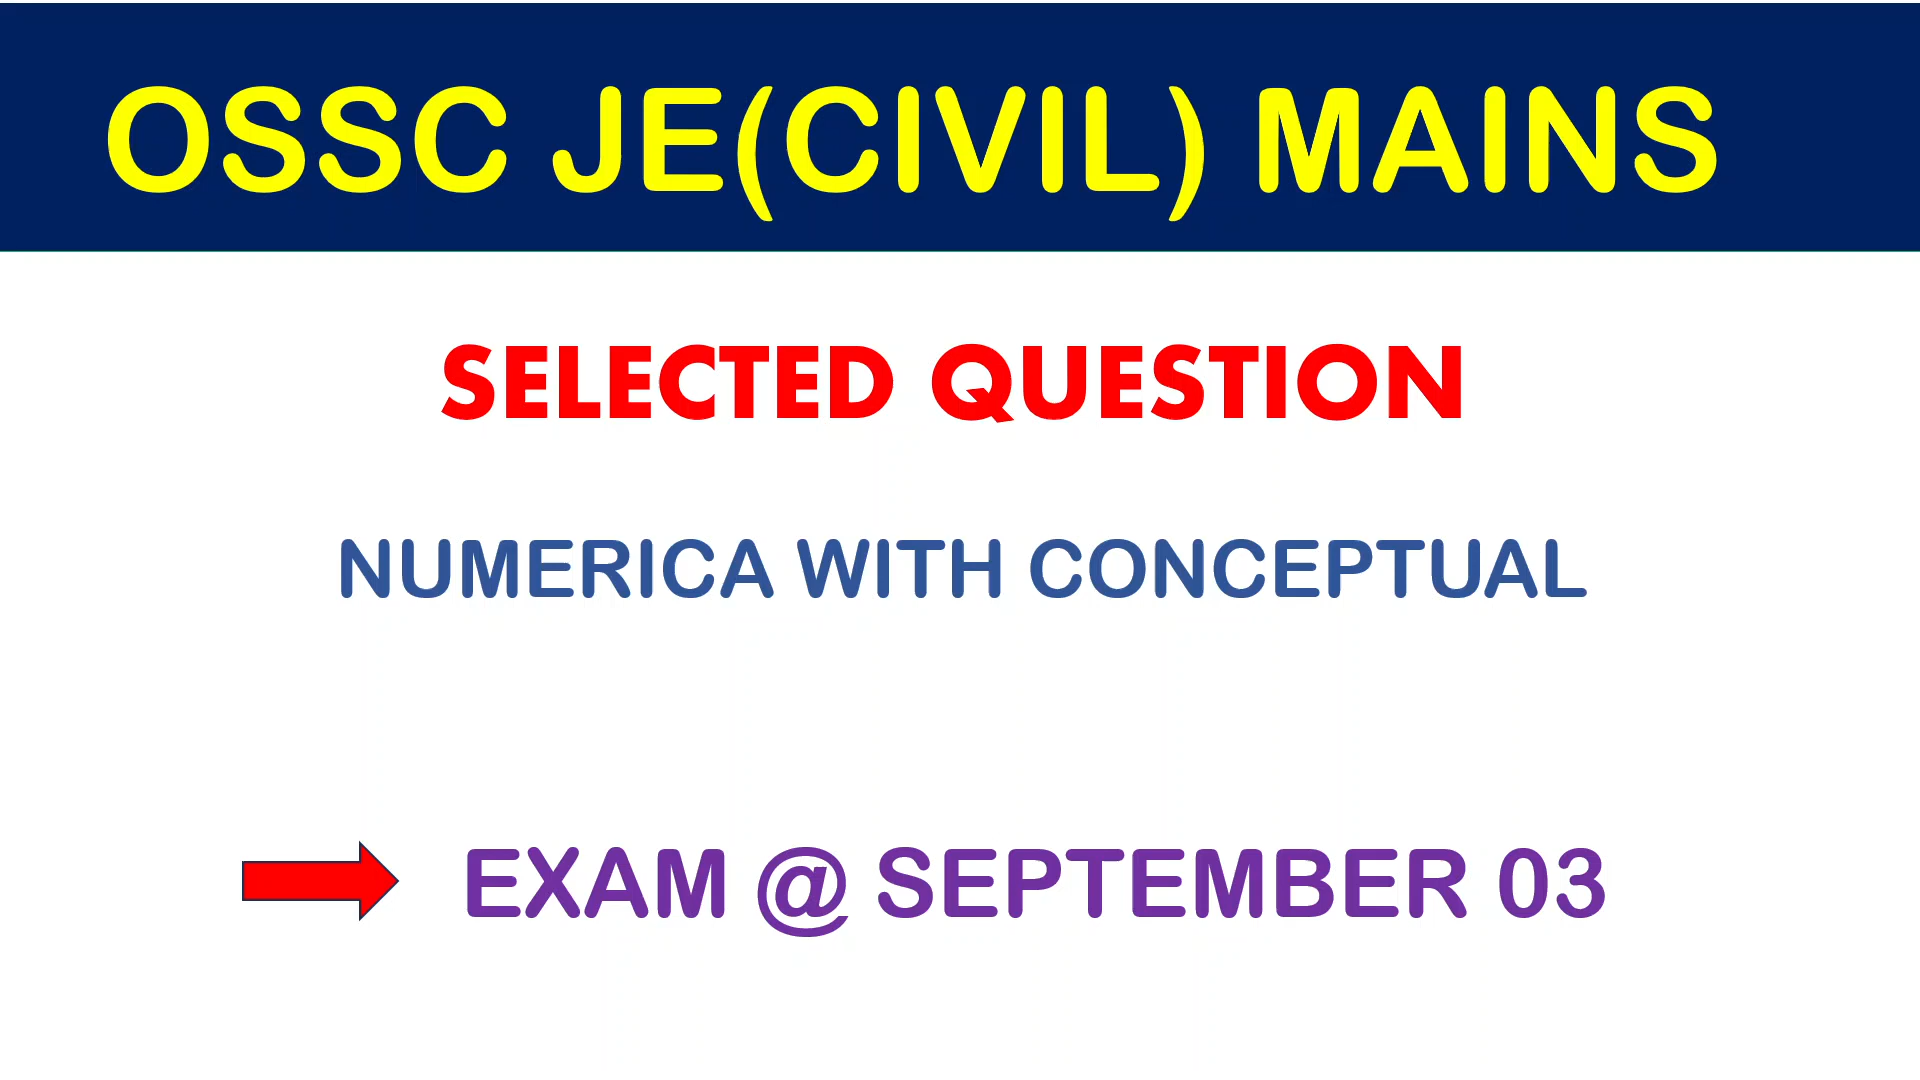 OSSC JE(CIVIL) MAINS
SELECTED QUESTION
NUMERICA WITH CONCEPTUAL
EXAM @ SEPTEMBER 03